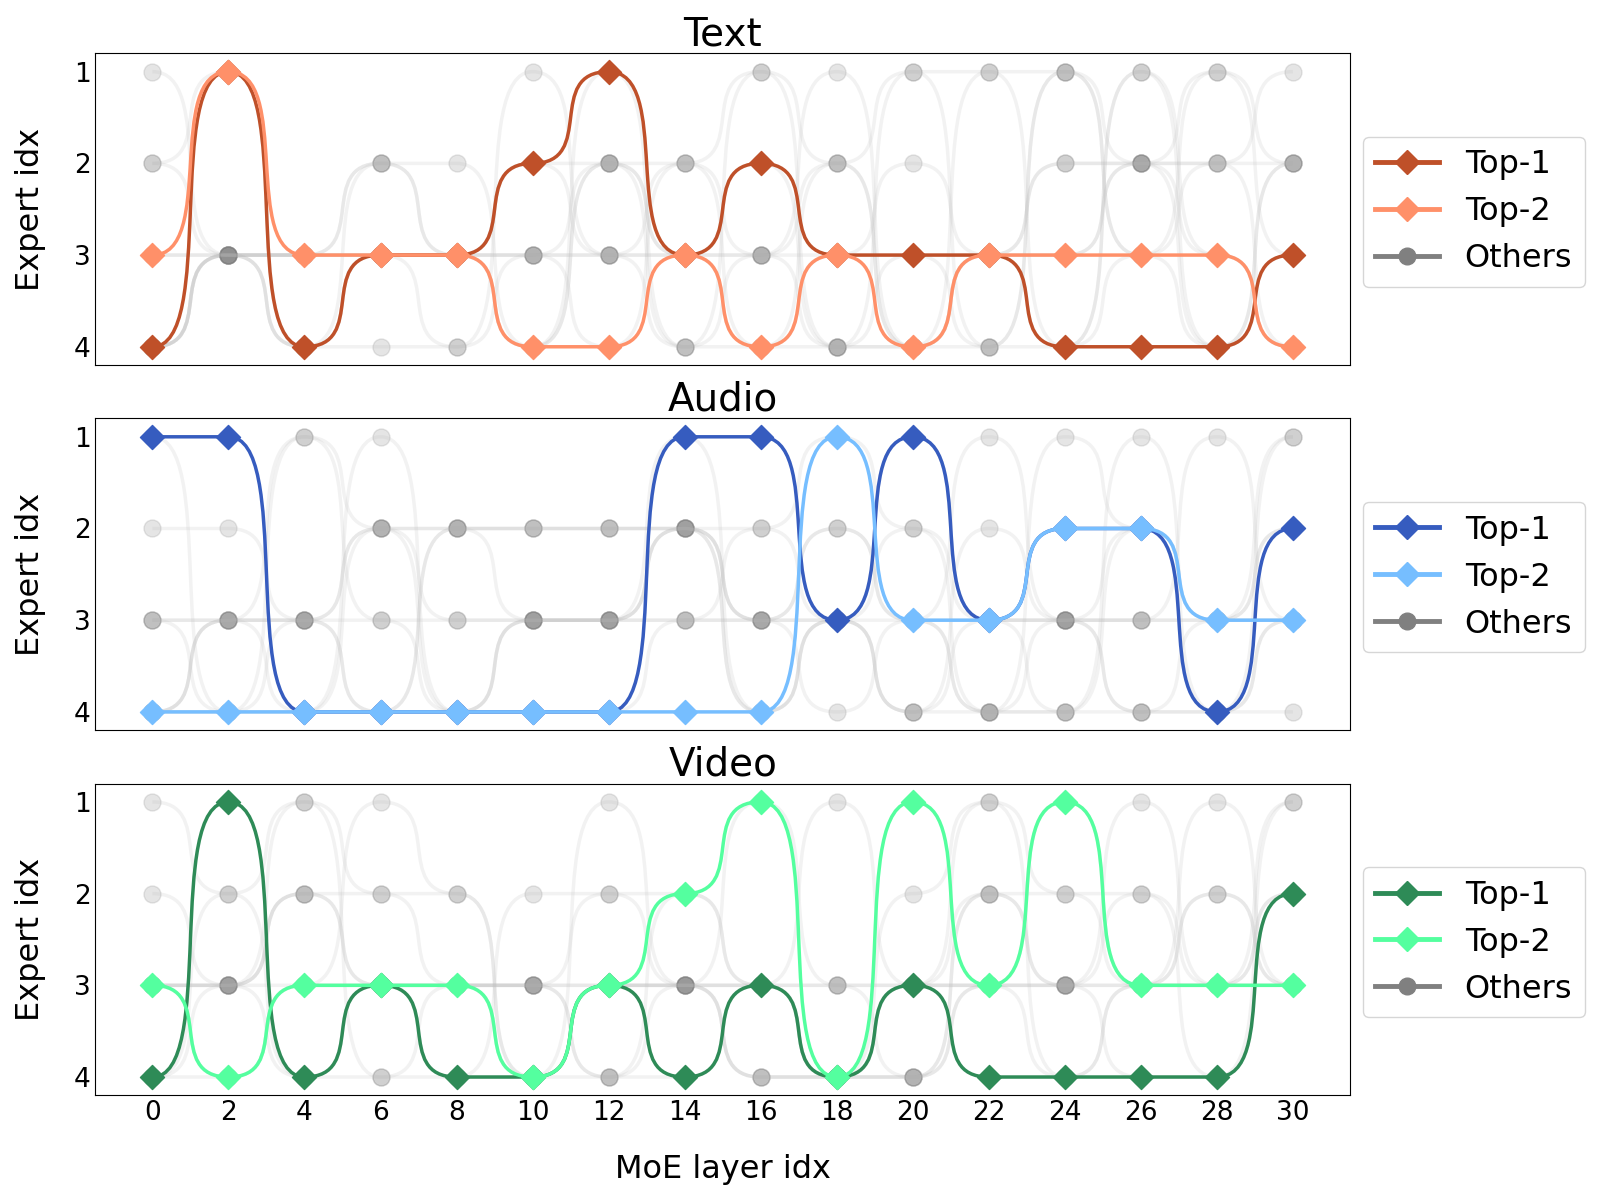 Text
Expert idx
1
2
3
4
Top-1
Top-2
Others
Audio
Expert idx
1
2
3
4
Top-1
Top-2
Others
Video
Expert idx
1
2
3
4
Top-1
Top-2
Others
0 2 4 6 8 10 12 14 16 18 20 22 24 26 28 30
MoE layer idx